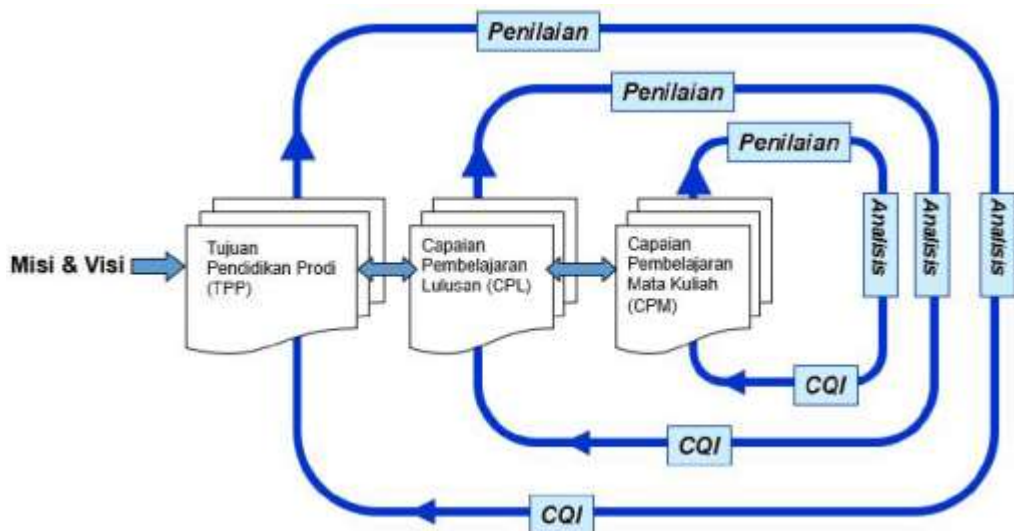 Penilaian
Penilaian
Penilaian
Misi & Visi
Tujuan
Pendidikan Prodi
(TPP)
Capaian
Pembelajaran
Lulusan (CPL)
Capaian
Pembelajaran
Mata Kuliah
(CPM)
Analisis
Analisis
Analisis
CQI
CQI
CQI